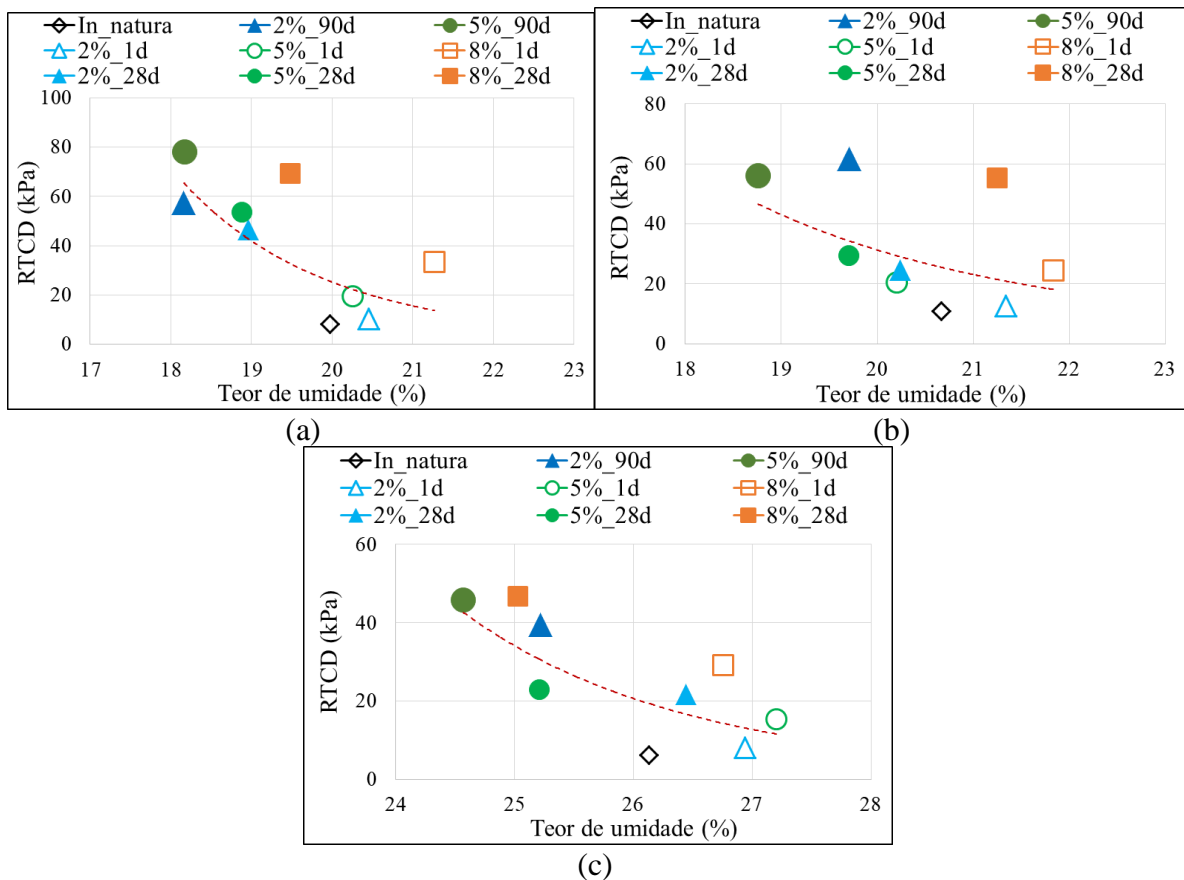 In_natura 2%_90d 5%_90d
2%_1d 5%_1d 8%_1d
2%_28d 5%_28d 8%_28d
100
80
60
40
20
0
RTCD (kPa)
17 18 19 20 21 22 23
Teor de umidade (%)
(a)
In_natura 2%_90d 5%_90d
2%_1d 5%_1d 8%_1d
2%_28d 5%_28d 8%_28d
80
60
40
20
0
RTCD (kPa)
18 19 20 21 22 23
Teor de umidade (%)
(b)
In_natura 2%_90d 5%_90d
2%_1d 5%_1d 8%_1d
2%_28d 5%_28d 8%_28d
60
40
20
0
RTCD (kPa)
24 25 26 27 28
Teor de umidade (%)
(c)